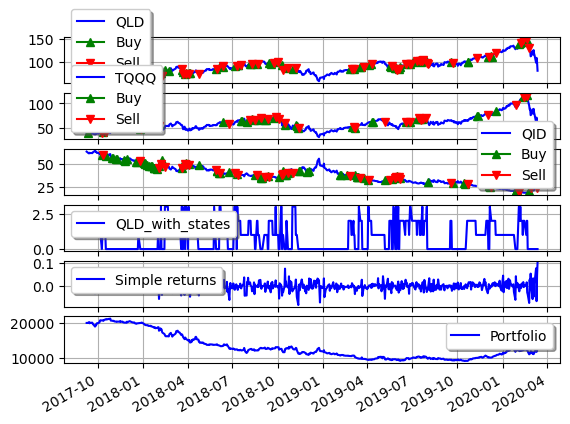 QLD
Buy
Sell
150
100
TQQQ
Buy
Sell
100
50
QID
Buy
Sell
50
25
QLD_with_states
2.5
0.0
Simple returns
0.1
0.0
Portfolio
20000
10000
2017-10
2018-01
2018-04
2018-07
2018-10
2019-01
2019-04
2019-07
2019-10
2020-01
2020-04